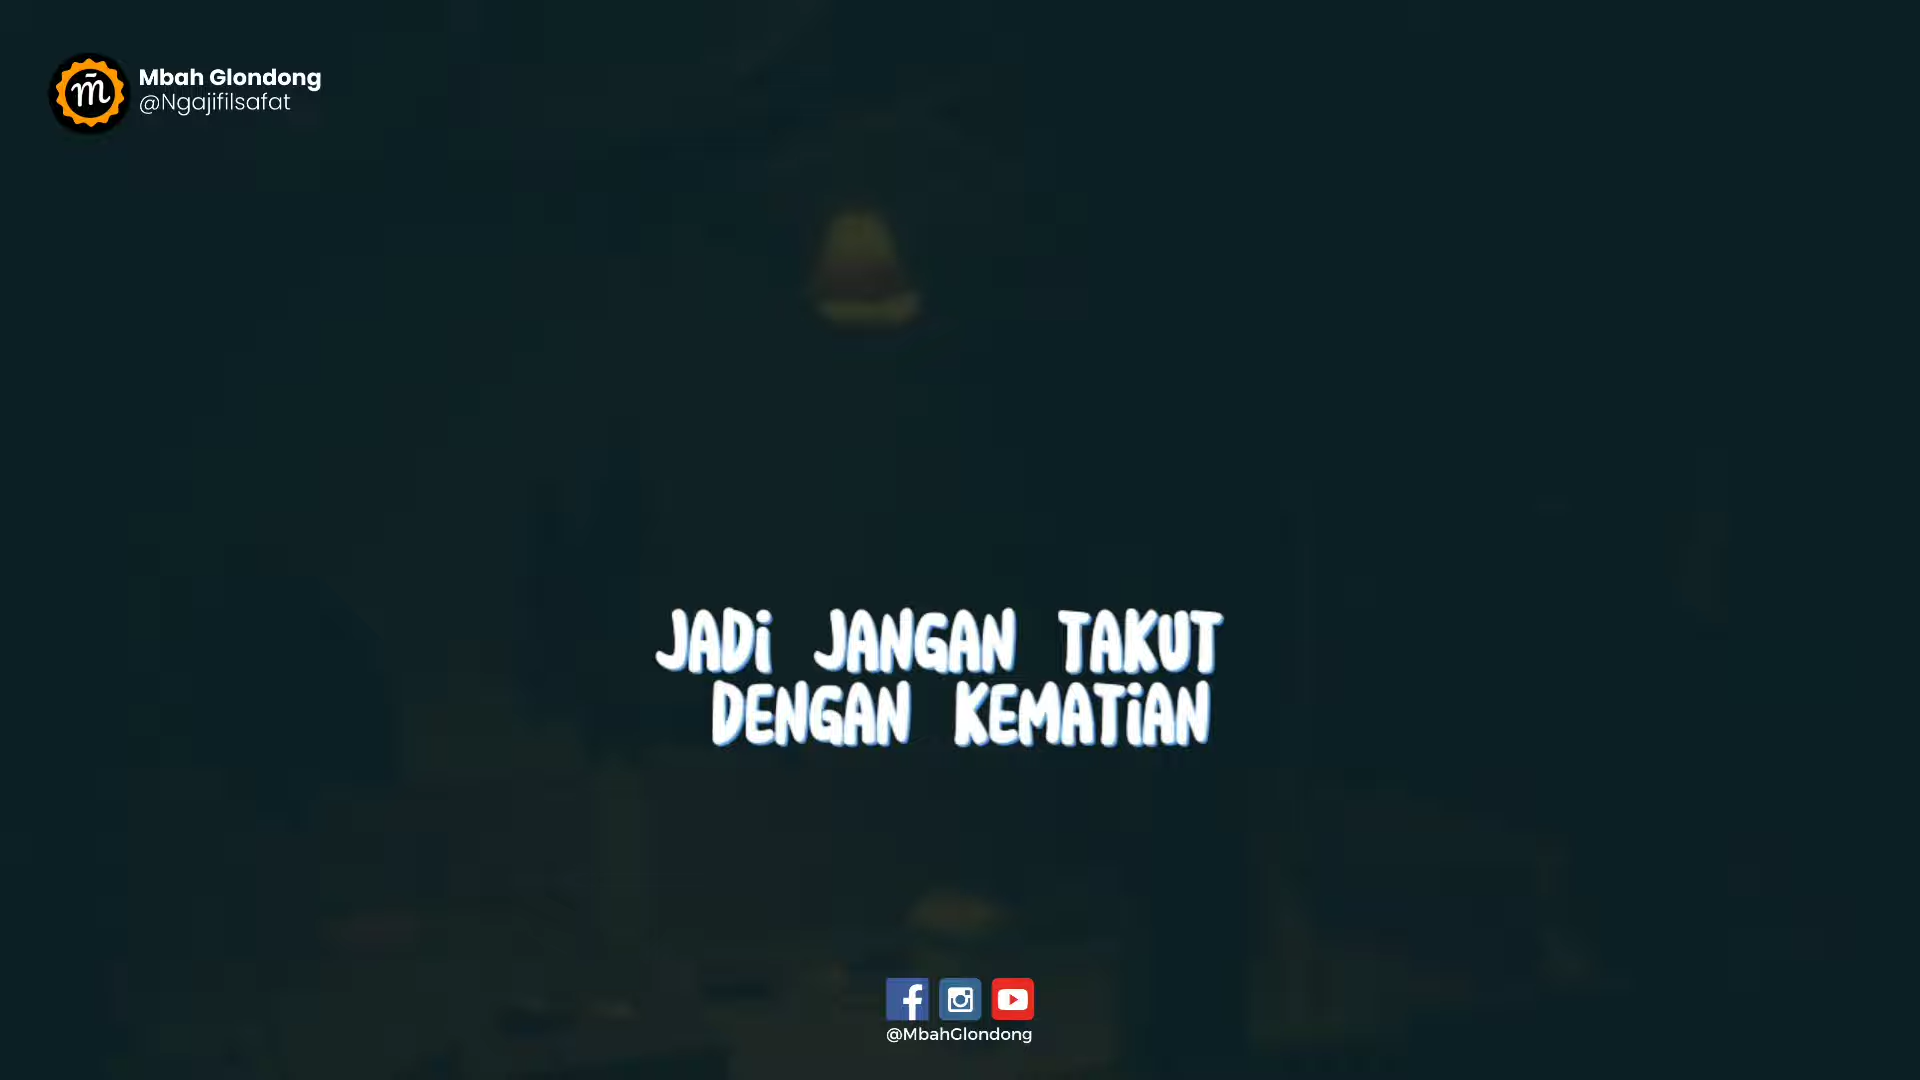 m̄
Mbah Glondong
@Ngajifilsafat
JADi JANGAN TAKUT
DENGAN KEMATiAN
@MbahGlondong